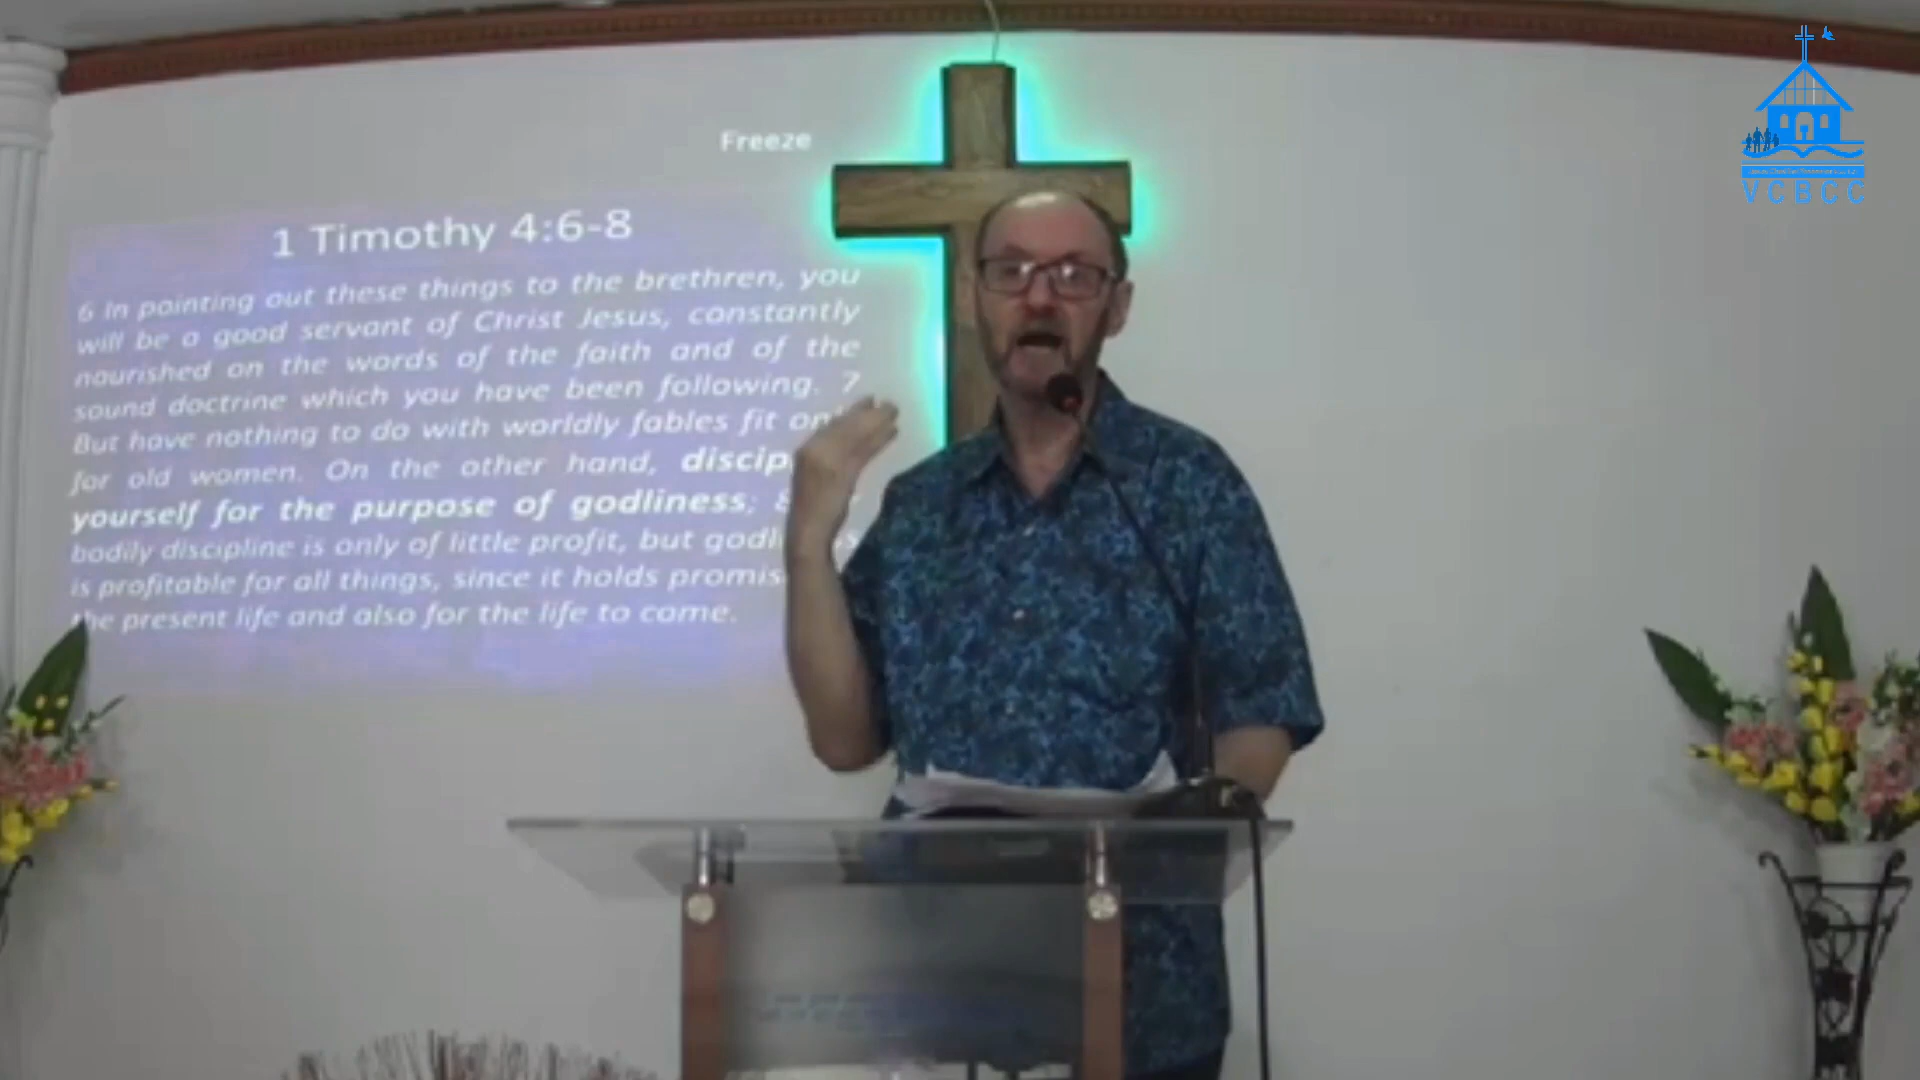 Freeze
1 Timothy 4:6-8
6 In pointing out these things to the brethren, you
will be a good servant of Christ Jesus, constantly
nourished on the words of the faith and of the
sound doctrine which you have been following. 7
But have nothing to do with worldly fables fit
for old women. On the other hand,
yourself for the purpose of godliness;
bodily discipline is only of little profit, but
is profitable for all things, since it holds
the present life and also for the life to come.
VCBCC